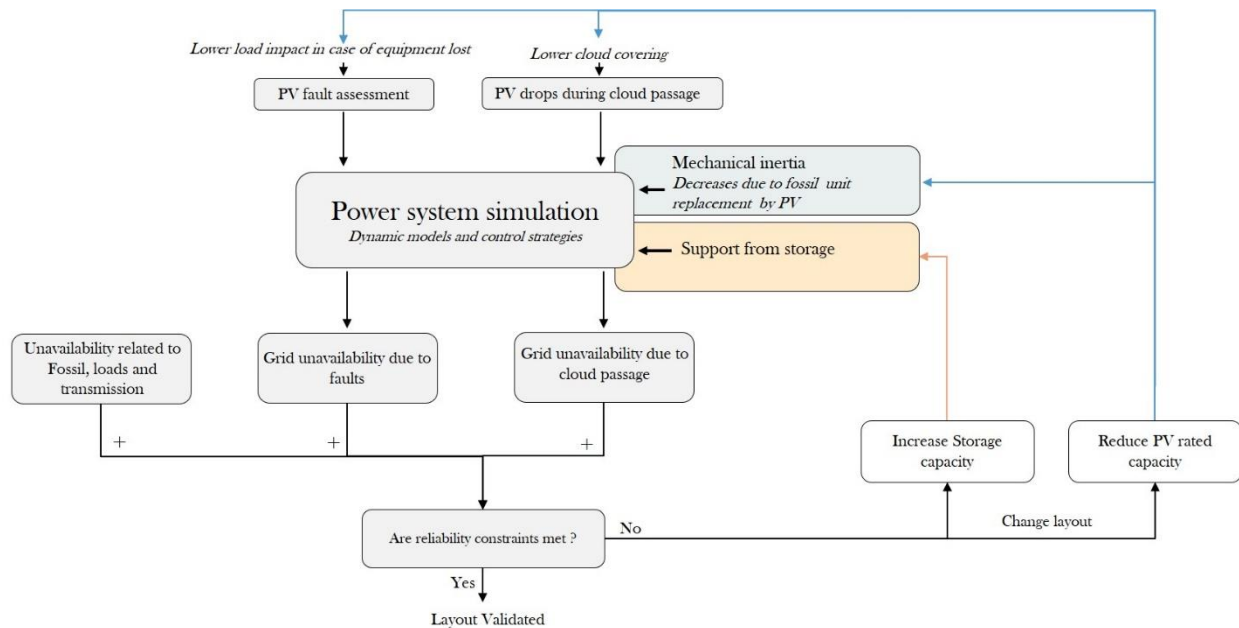 Lower load impact in case of equipment lost
Lower cloud covering
PV fault assessment
PV drops during cloud passage
Mechanical inertia
Decreases due to fossil unit
replacement by PV
Power system simulation
Dynamic models and control strategies
Support from storage
Unavailability related to
Fossil, loads and
transmission
Grid unavailability due to
faults
Grid unavailability due to
cloud passage
+
+
+
Increase Storage
capacity
Reduce PV rated
capacity
Are reliability constraints met ?
No
Change layout
Yes
Layout Validated